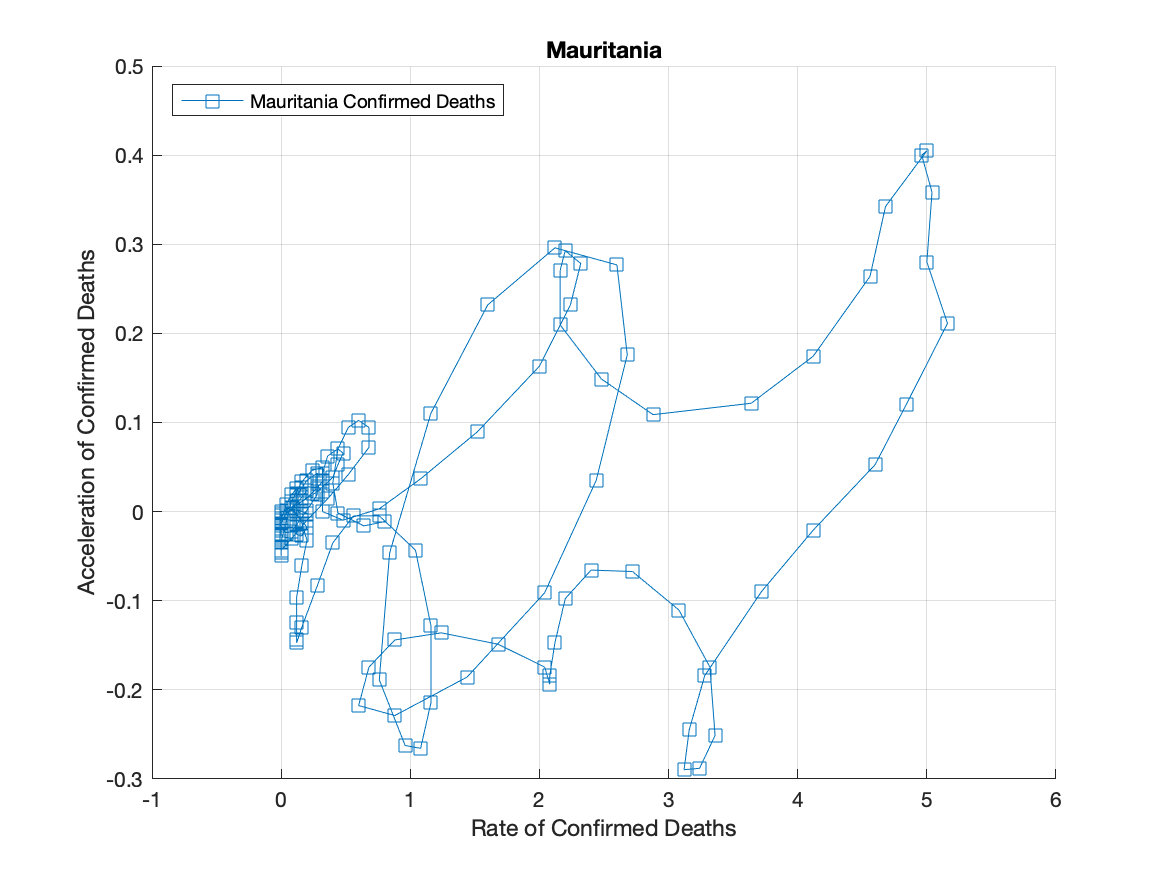 Mauritania
Mauritania Confirmed Deaths
Acceleration of Confirmed Deaths
0.5
0.4
0.3
0.2
0.1
0
-0.1
-0.2
-0.3
-1 0 1 2 3 4 5 6
Rate of Confirmed Deaths